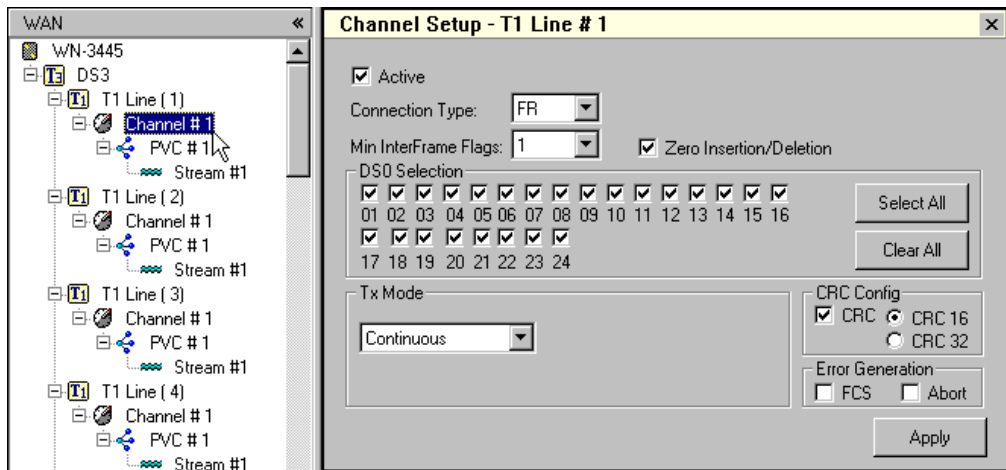 WAN «
WN-3445
T3 DS3
T1 T1 Line ( 1)
Channel # 1
PVC # 1
Stream #1
T1 T1 Line ( 2)
Channel # 1
PVC # 1
Stream #1
T1 T1 Line ( 3)
Channel # 1
PVC # 1
Stream #1
T1 T1 Line ( 4)
Channel # 1
PVC # 1
Stream #1
Channel Setup - T1 Line # 1
Active
Connection Type: FR
Min InterFrame Flags: 1 Zero Insertion/Deletion
DS0 Selection
01 02 03 04 05 06 07 08 09 10 11 12 13 14 15 16
17 18 19 20 21 22 23 24
Select All
Clear All
Tx Mode
Continuous
CRC Config
CRC CRC 16
CRC 32
Error Generation
FCS Abort
Apply